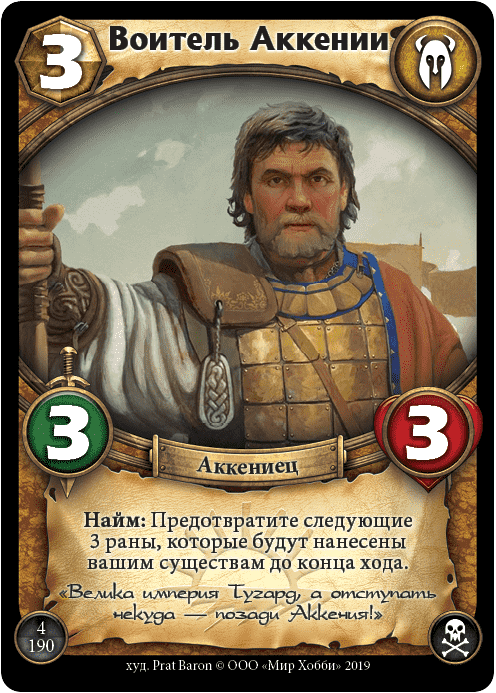 3
Воитель Аккении
3
3
Аккениец
Найм: Предотвратите следующие
3 раны, которые будут нанесены
вашим существам до конца хода.
«Велика империя Тузард, а отступать
некуда — позади Аккения!»
4
190
худ. Prat Baron © ООО «Мир Хобби» 2019